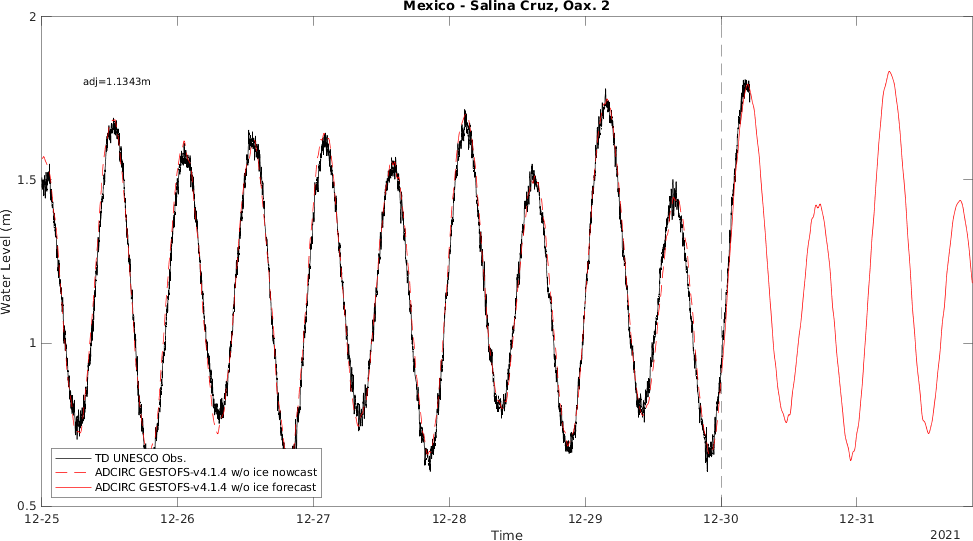 Mexico - Salina Cruz, Oax. 2
2
adj=1.1343m
1.5
Water Level (m)
1
TD UNESCO Obs.
ADCIRC GESTOFS-v4.1.4 w/o ice nowcast
ADCIRC GESTOFS-v4.1.4 w/o ice forecast
0.5
12-25 12-26 12-27 12-28 12-29 12-30 12-31
Time
2021